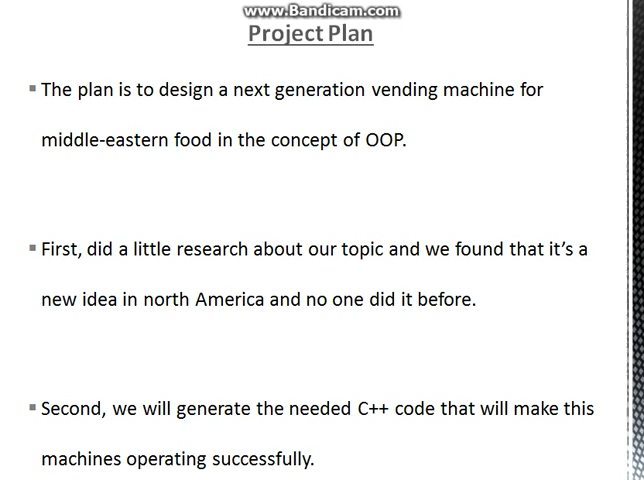 www.Bandicam.com
Project Plan
▪ The plan is to design a next generation vending machine for
middle-eastern food in the concept of OOP.
▪ First, did a little research about our topic and we found that it's a
new idea in north America and no one did it before.
▪ Second, we will generate the needed C++ code that will make this
machines operating successfully.